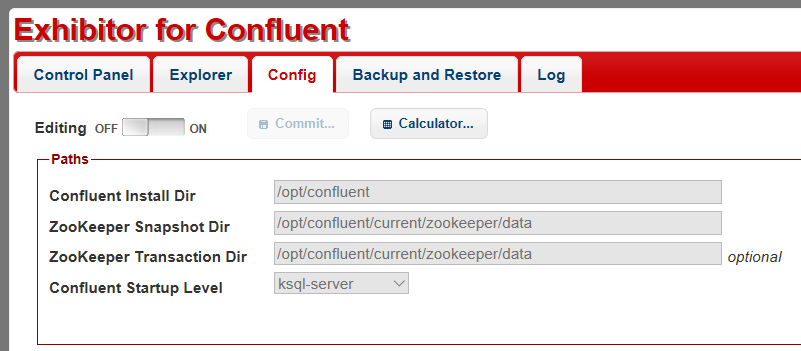 Exhibitor for Confluent
Control Panel Explorer Config Backup and Restore Log
Editing OFF ON Commit... Calculator...
Paths
Confluent Install Dir /opt/confluent
ZooKeeper Snapshot Dir /opt/confluent/current/zookeeper/data
ZooKeeper Transaction Dir /opt/confluent/current/zookeeper/data optional
Confluent Startup Level ksql-server